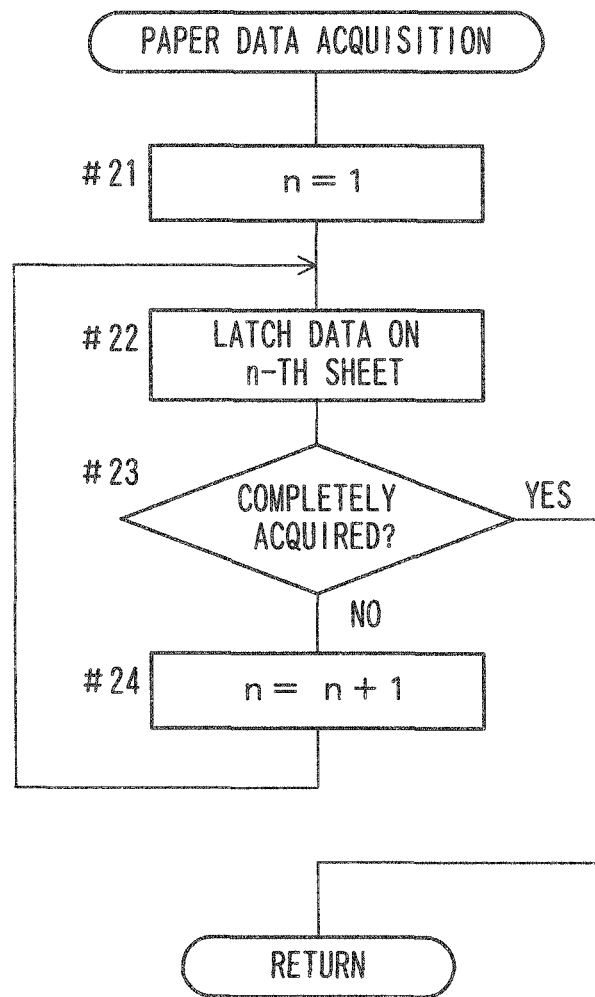 PAPER DATA ACQUISITION
#21
n = 1
#22
LATCH DATA ON
n-TH SHEET
#23
COMPLETELY
ACQUIRED?
YES
NO
#24
n = n + 1
RETURN